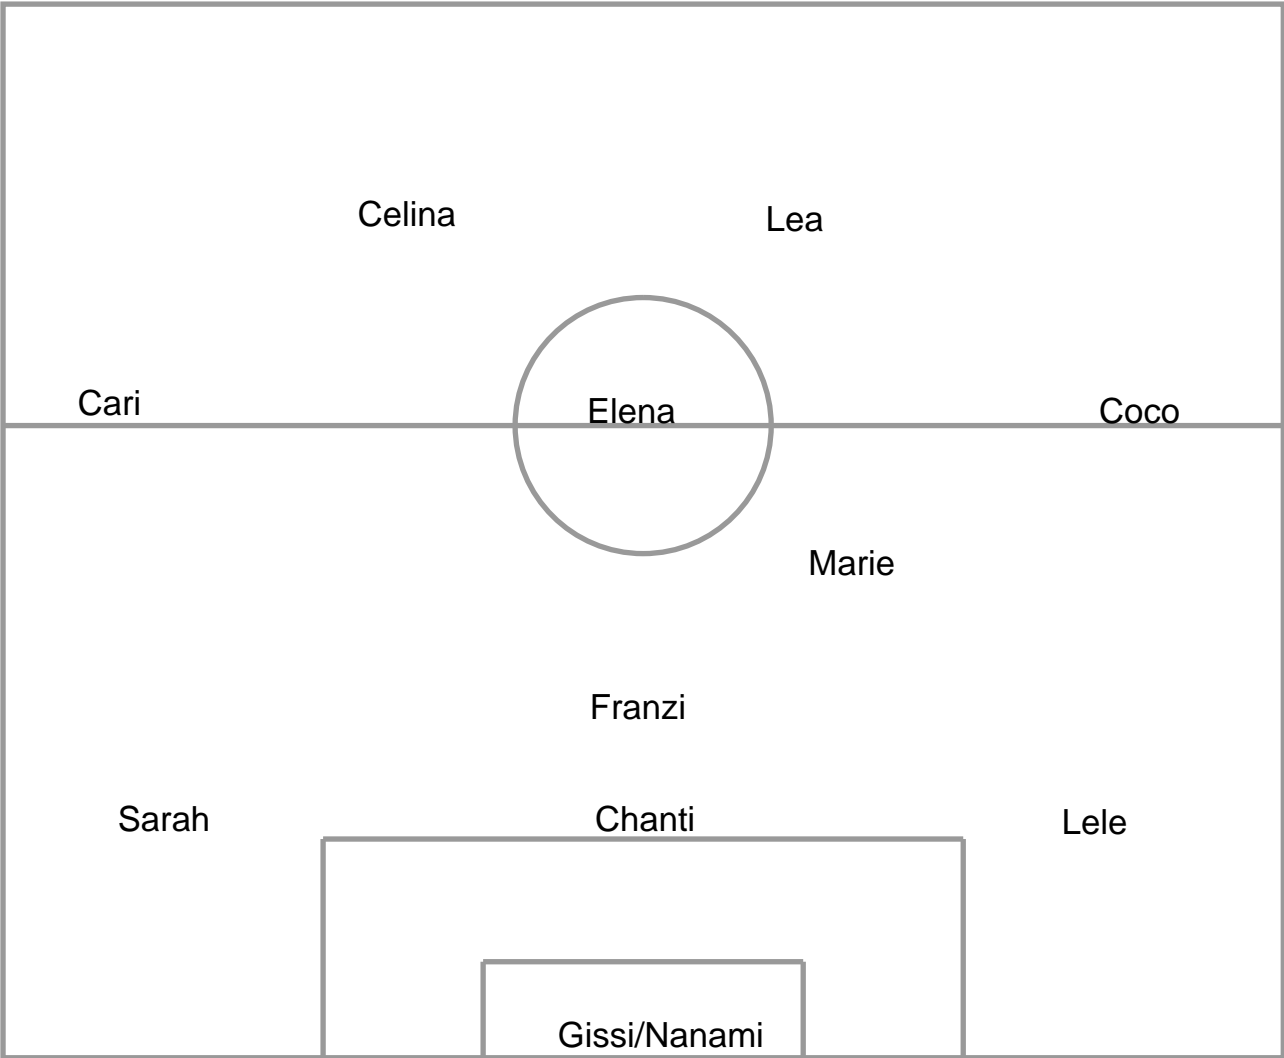 Celina
Lea
Cari
Elena
Coco
Marie
Franzi
Sarah
Chanti
Lele
Gissi/Nanami